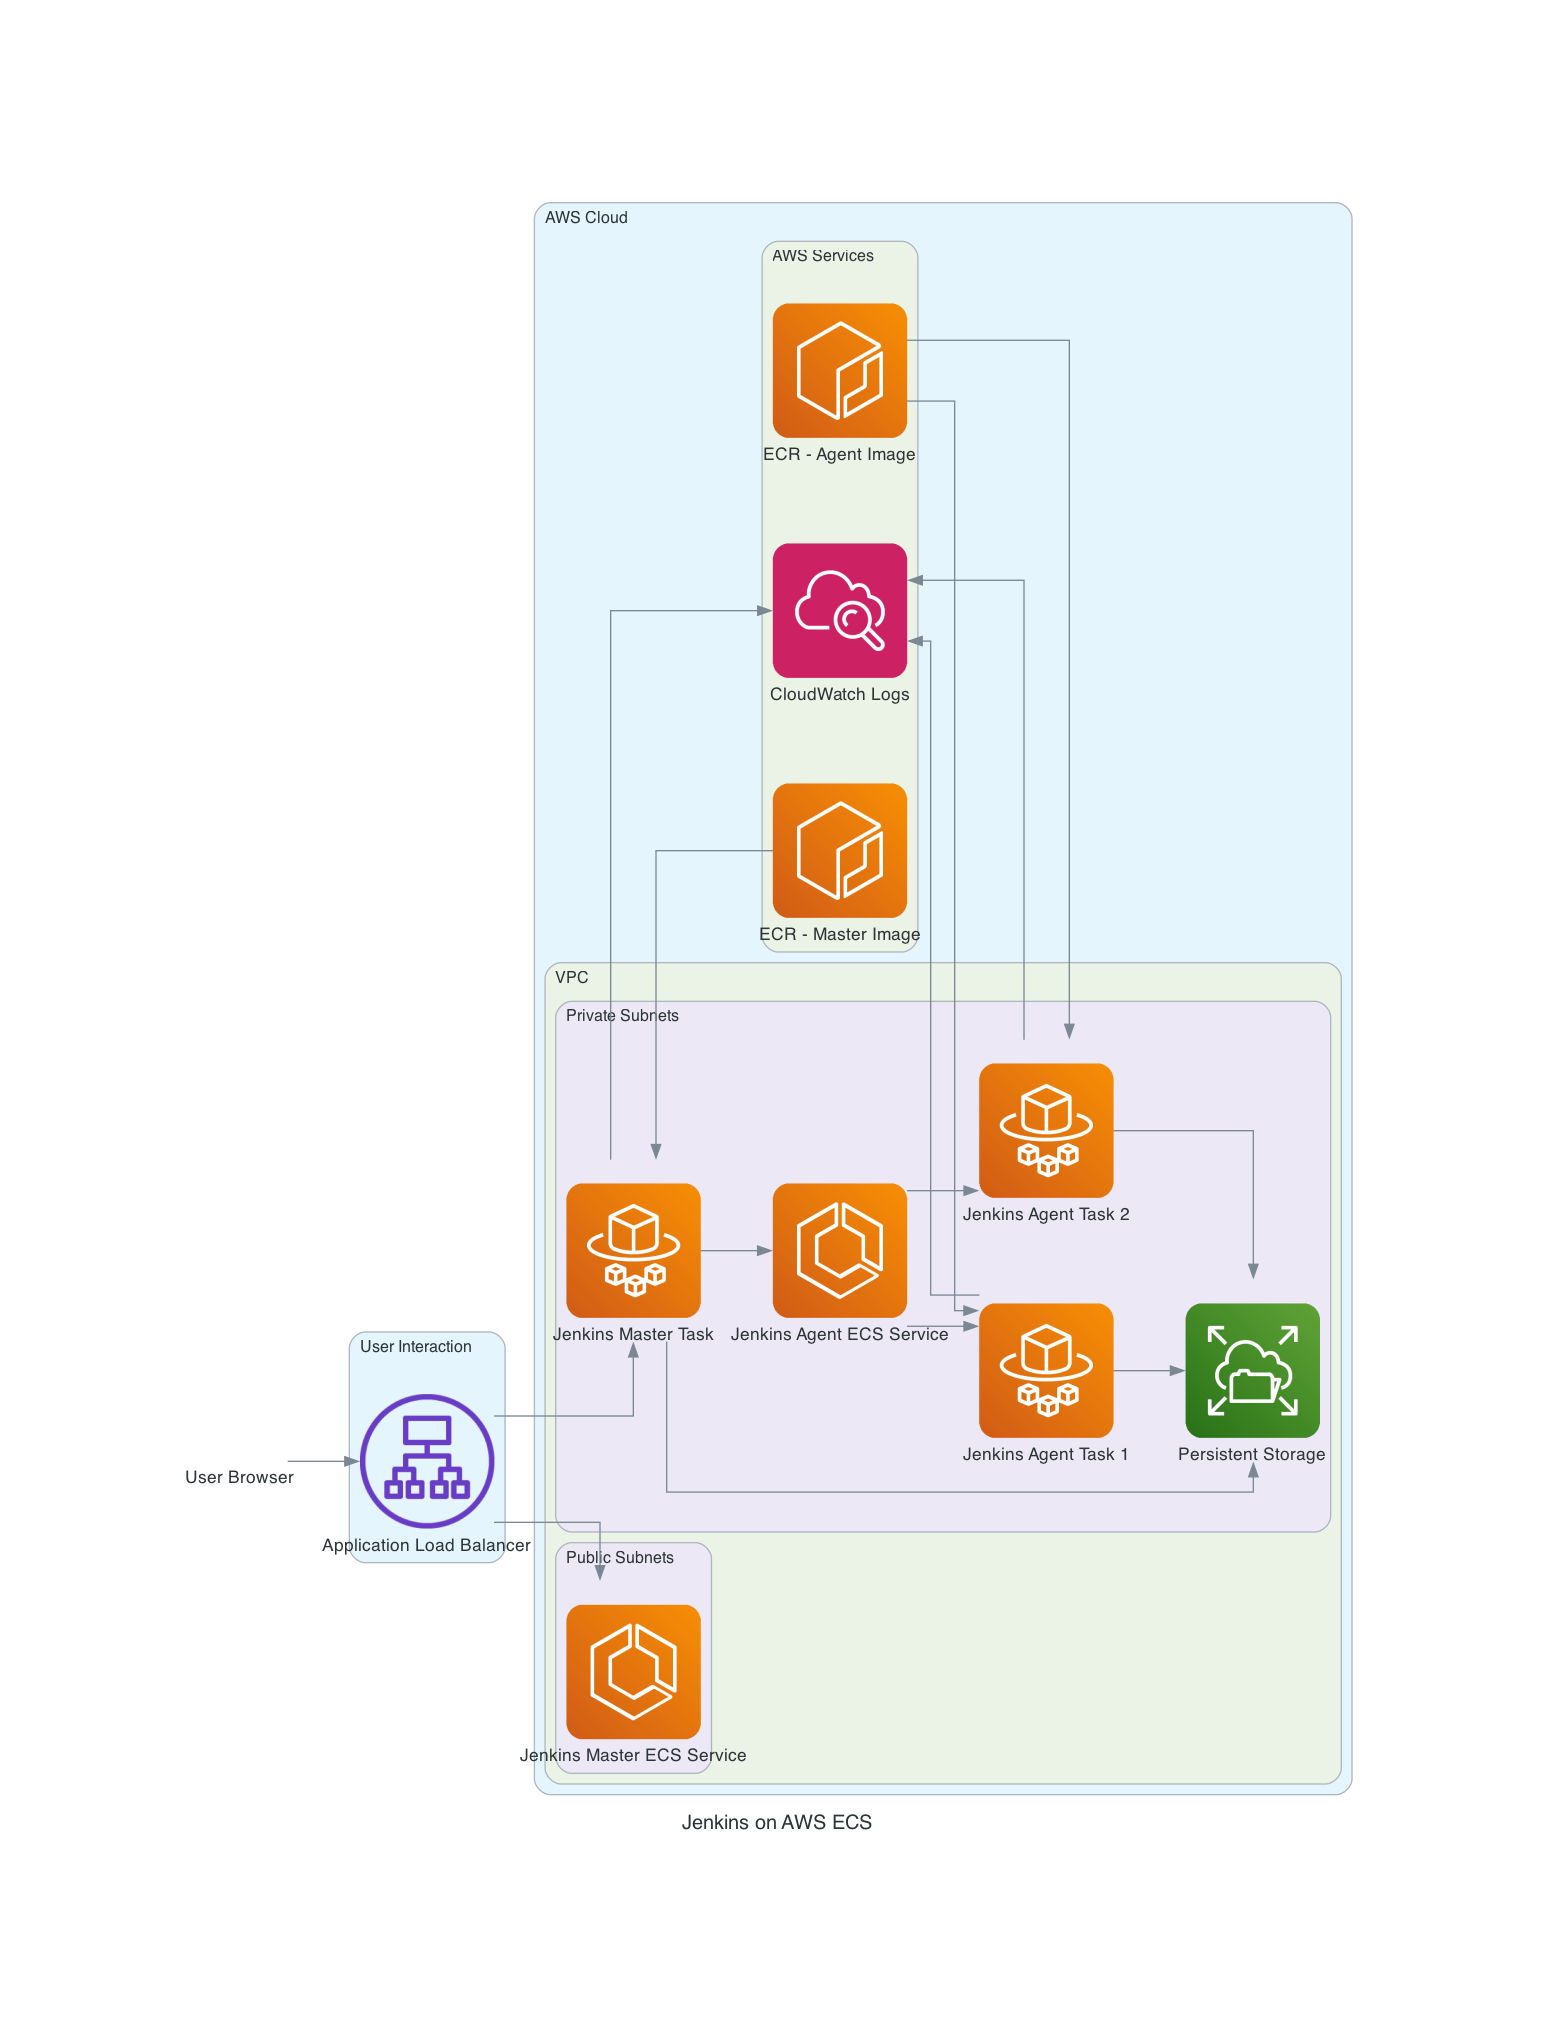 AWS Cloud
AWS Services
ECR - Agent Image
CloudWatch Logs
ECR - Master Image
VPC
Private Subnets
Jenkins Agent Task 2
Jenkins Master Task
Jenkins Agent ECS Service
User Interaction
Jenkins Agent Task 1
Persistent Storage
User Browser
Application Load Balancer
Public Subnets
Jenkins Master ECS Service
Jenkins on AWS ECS